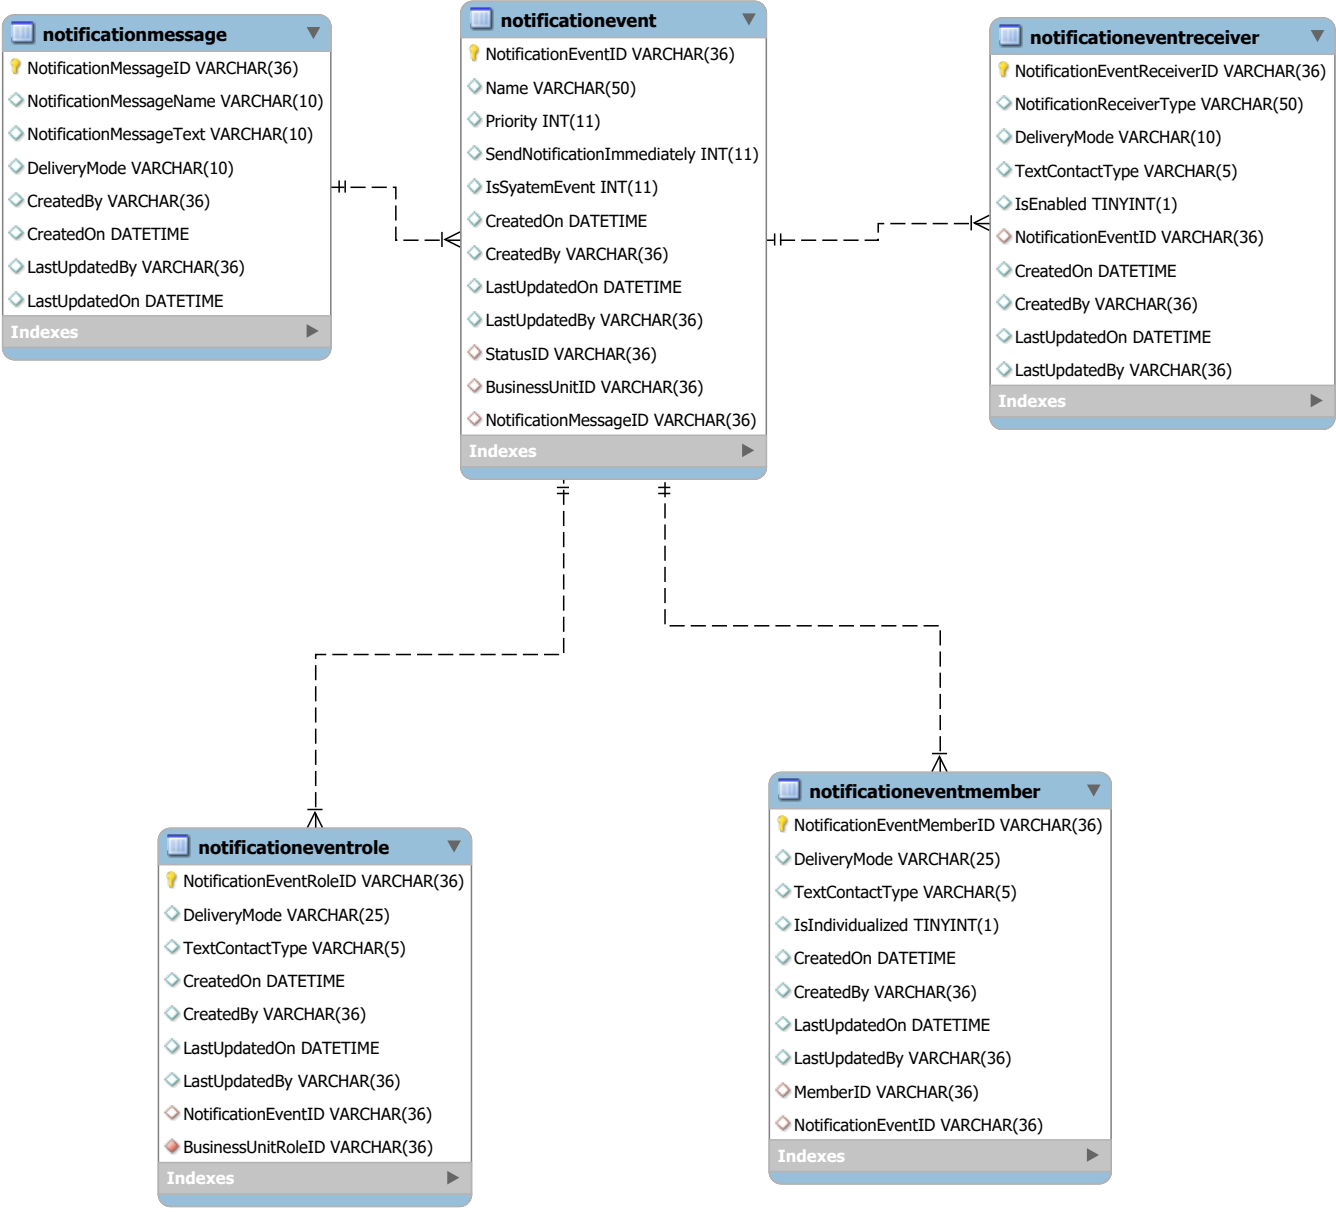 notificationmessage
NotificationMessageID VARCHAR(36)
NotificationMessageName VARCHAR(10)
NotificationMessageText VARCHAR(10)
DeliveryMode VARCHAR(10)
CreatedBy VARCHAR(36)
CreatedOn DATETIME
LastUpdatedBy VARCHAR(36)
LastUpdatedOn DATETIME
Indexes
notificationevent
NotificationEventID VARCHAR(36)
Name VARCHAR(50)
Priority INT(11)
SendNotificationImmediately INT(11)
IsSyatemEvent INT(11)
CreatedOn DATETIME
CreatedBy VARCHAR(36)
LastUpdatedOn DATETIME
LastUpdatedBy VARCHAR(36)
StatusID VARCHAR(36)
BusinessUnitID VARCHAR(36)
NotificationMessageID VARCHAR(36)
Indexes
notificationeventreceiver
NotificationEventReceiverID VARCHAR(36)
NotificationReceiverType VARCHAR(50)
DeliveryMode VARCHAR(10)
TextContactType VARCHAR(5)
IsEnabled TINYINT(1)
NotificationEventID VARCHAR(36)
CreatedOn DATETIME
CreatedBy VARCHAR(36)
LastUpdatedOn DATETIME
LastUpdatedBy VARCHAR(36)
Indexes
notificationeventrole
NotificationEventRoleID VARCHAR(36)
DeliveryMode VARCHAR(25)
TextContactType VARCHAR(5)
CreatedOn DATETIME
CreatedBy VARCHAR(36)
LastUpdatedOn DATETIME
LastUpdatedBy VARCHAR(36)
NotificationEventID VARCHAR(36)
BusinessUnitRoleID VARCHAR(36)
Indexes
notificationeventmember
NotificationEventMemberID VARCHAR(36)
DeliveryMode VARCHAR(25)
TextContactType VARCHAR(5)
IsIndividualized TINYINT(1)
CreatedOn DATETIME
CreatedBy VARCHAR(36)
LastUpdatedOn DATETIME
LastUpdatedBy VARCHAR(36)
MemberID VARCHAR(36)
NotificationEventID VARCHAR(36)
Indexes